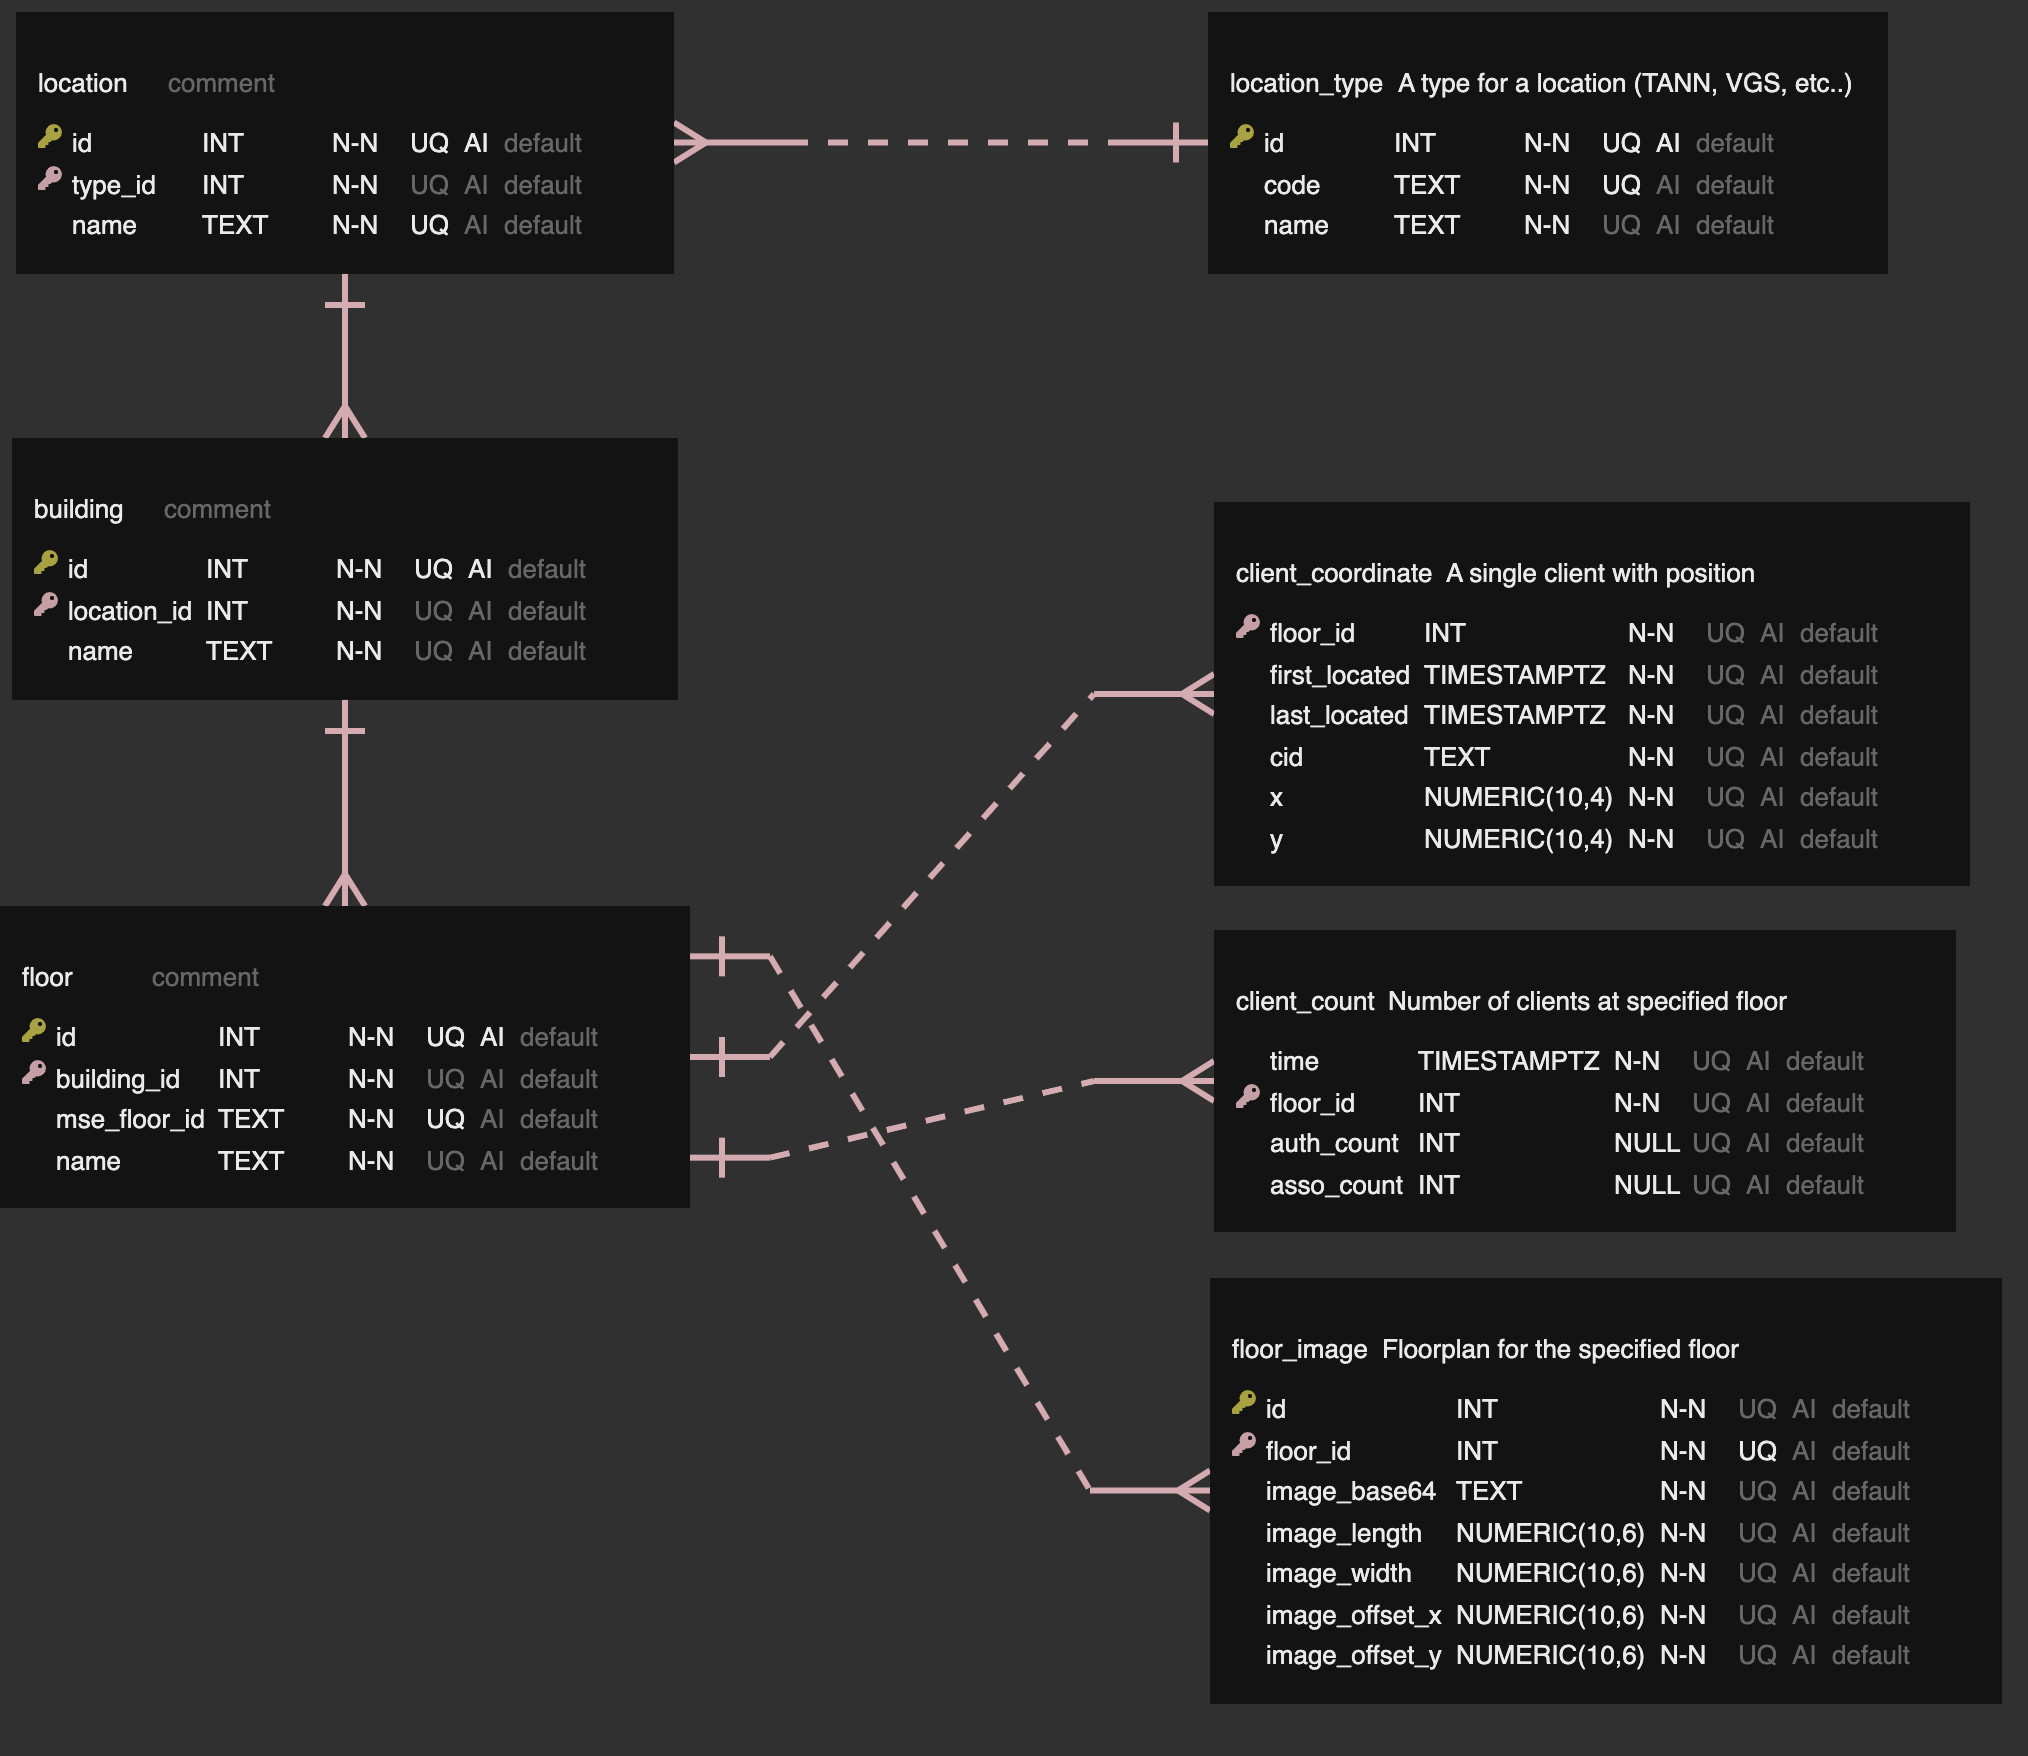 location comment
id INT N-N UQ AI default
type_id INT N-N UQ AI default
name TEXT N-N UQ AI default
location_type A type for a location (TANN, VGS, etc..)
id INT N-N UQ AI default
code TEXT N-N UQ AI default
name TEXT N-N UQ AI default
building comment
id INT N-N UQ AI default
location_id INT N-N UQ AI default
name TEXT N-N UQ AI default
client_coordinate A single client with position
floor_id INT N-N UQ AI default
first_located TIMESTAMPTZ N-N UQ AI default
last_located TIMESTAMPTZ N-N UQ AI default
cid TEXT N-N UQ AI default
x NUMERIC(10,4) N-N UQ AI default
y NUMERIC(10,4) N-N UQ AI default
floor comment
id INT N-N UQ AI default
building_id INT N-N UQ AI default
mse_floor_id TEXT N-N UQ AI default
name TEXT N-N UQ AI default
client_count Number of clients at specified floor
time TIMESTAMPTZ N-N UQ AI default
floor_id INT N-N UQ AI default
auth_count INT NULL UQ AI default
asso_count INT NULL UQ AI default
floor_image Floorplan for the specified floor
id INT N-N UQ AI default
floor_id INT N-N UQ AI default
image_base64 TEXT N-N UQ AI default
image_length NUMERIC(10,6) N-N UQ AI default
image_width NUMERIC(10,6) N-N UQ AI default
image_offset_x NUMERIC(10,6) N-N UQ AI default
image_offset_y NUMERIC(10,6) N-N UQ AI default